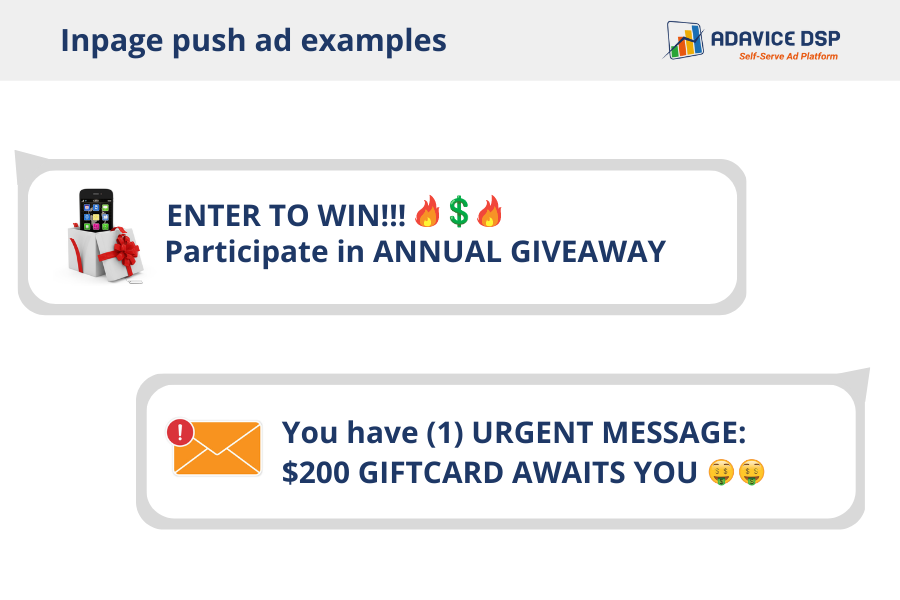 Inpage push ad examples
ADAVICE DSP
Self-Serve Ad Platform
ENTER TO WIN!!! 🔥💲🔥
Participate in ANNUAL GIVEAWAY
You have (1) URGENT MESSAGE:
$200 GIFTCARD AWAITS YOU 🤑🤑